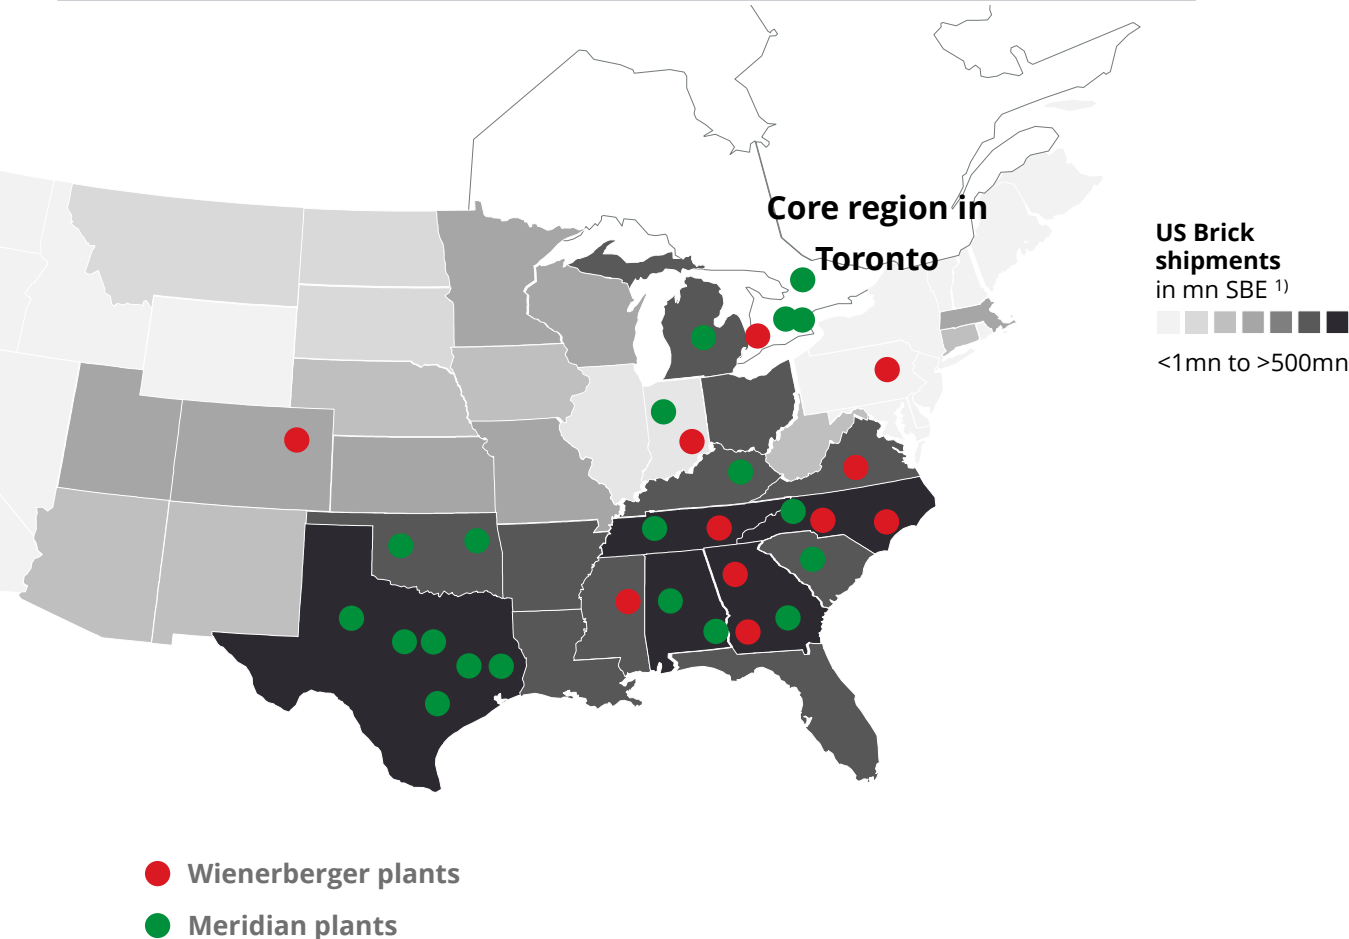 Core region in
Toronto
US Brick
shipments
in mn SBE 1)
<1mn to >500mn
Wienerberger plants
Meridian plants